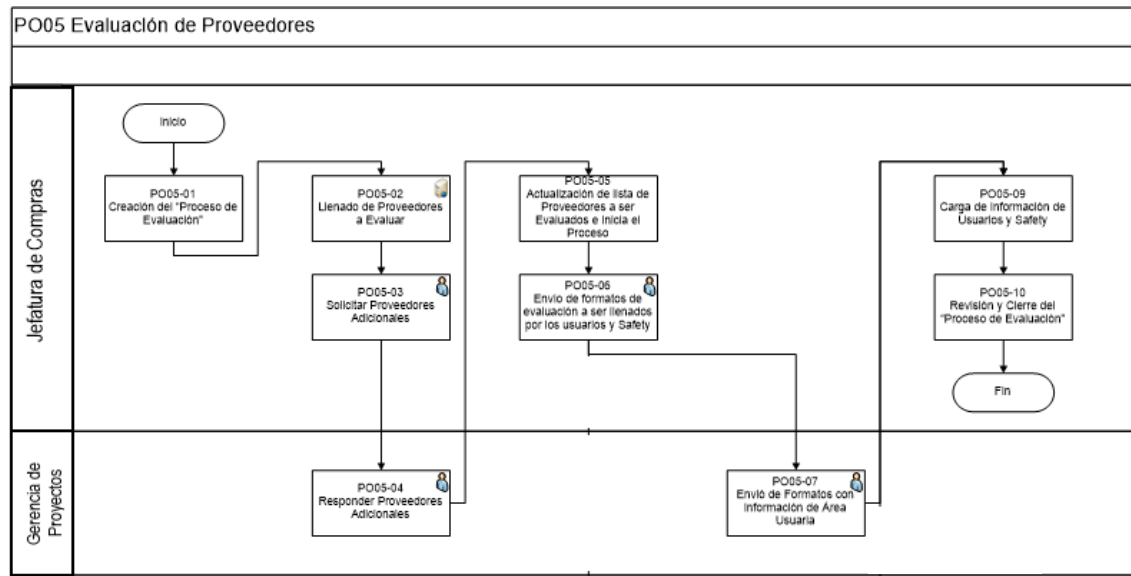 PO05 Evaluación de Proveedores
Jefatura de Compras
Inicio
PO05-01
Creación del "Proceso de
Evaluación"
PO05-02
Llenado de Proveedores
a Evaluar
PO05-03
Solicitar Proveedores
Adicionales
PO05-05
Actualización de lista de
Proveedores a ser
Evaluados e Inicia el
Proceso
PO05-06
Envío de formatos de
evaluación a ser llenados
por los usuarios y Safety
PO05-09
Carga de Información de
Usuarios y Safety
PO05-10
Revisión y Cierre del
"Proceso de Evaluación"
Fin
Gerencia de
Proyectos
PO05-04
Responder Proveedores
Adicionales
PO05-07
Envió de Formatos con
Información de Área
Usuaria